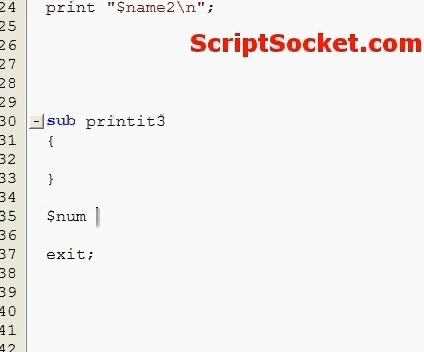 24 print "$name2\n";
25
26 ScriptSocket.com
27
28
29
30 sub printit3
31 {
32
33 }
34
35 $num
36
37 exit;
38
39
40
41
42